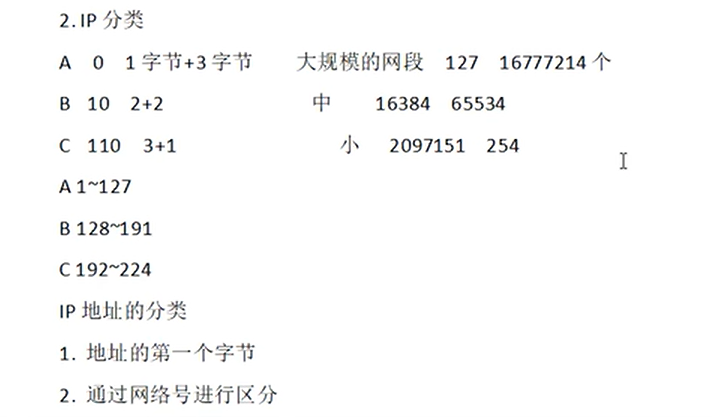 2. IP 分类
A 0 1 字节+3 字节 大规模的网段 127 16777214 个
B 10 2+2 中 16384 65534
C 110 3+1 小 2097151 254
A 1~127
B 128~191
C 192~224
IP 地址的分类
1. 地址的第一个字节
2. 通过网络号进行区分